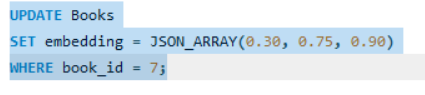 UPDATE Books
SET embedding = JSON_ARRAY(0.30, 0.75, 0.90)
WHERE book_id = 7;